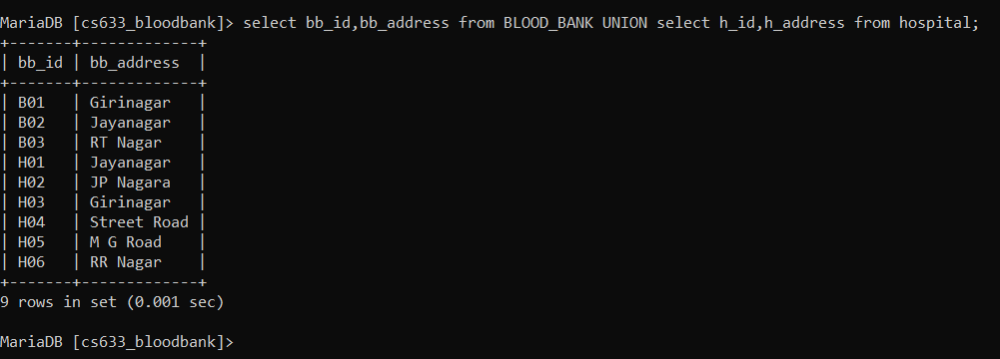 MariaDB [cs633_bloodbank]> select bb_id,bb_address from BLOOD_BANK UNION select h_id,h_address from hospital;
+-------+-------------+
| bb_id | bb_address  |
+-------+-------------+
| B01   | Girinagar   |
| B02   | Jayanagar   |
| B03   | RT Nagar    |
| H01   | Jayanagar   |
| H02   | JP Nagara   |
| H03   | Girinagar   |
| H04   | Street Road |
| H05   | M G Road    |
| H06   | RR Nagar    |
+-------+-------------+
9 rows in set (0.001 sec)
MariaDB [cs633_bloodbank]>